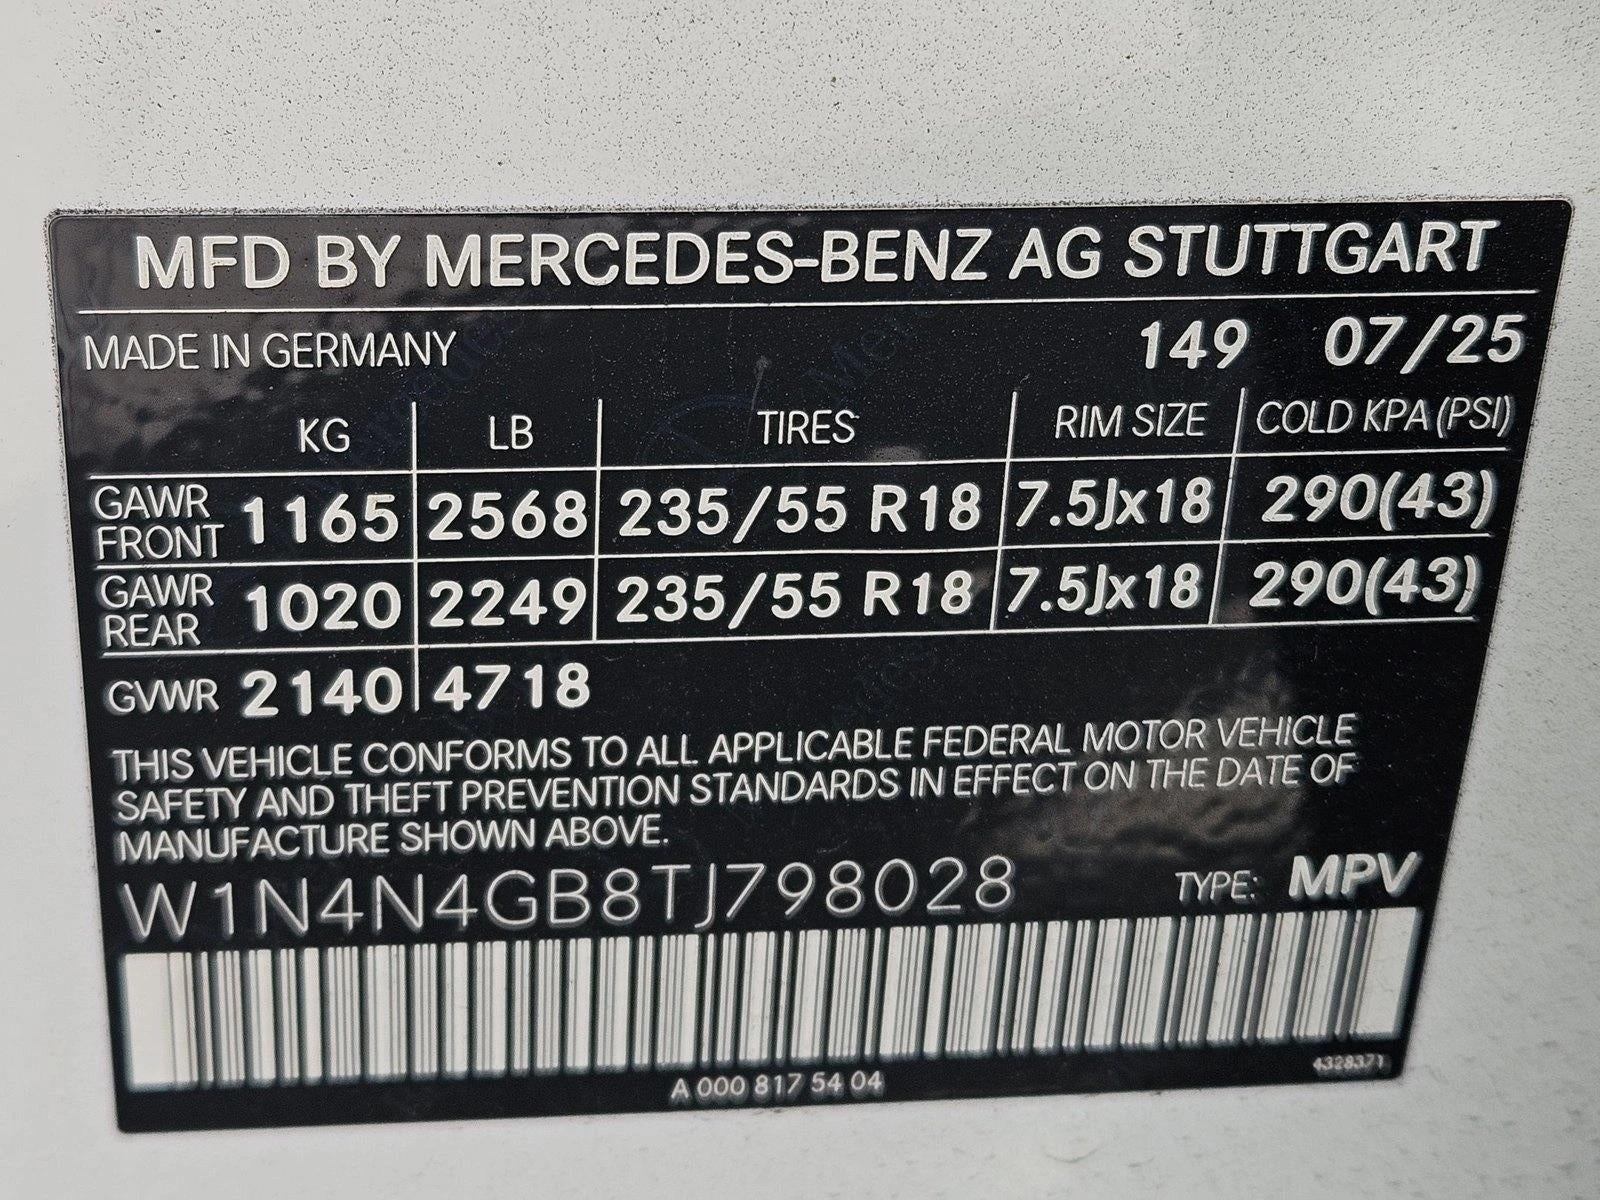 MFD BY MERCEDES-BENZ AG STUTTGART
MADE IN GERMANY 149 07/25
KG LB TIRES RIM SIZE COLD KPA(PSI)
GAWR FRONT 1165 2568 235/55 R18 7.5Jx18 290(43)
GAWR REAR 1020 2249 235/55 R18 7.5Jx18 290(43)
GVWR 2140 4718
THIS VEHICLE CONFORMS TO ALL APPLICABLE FEDERAL MOTOR VEHICLE
SAFETY AND THEFT PREVENTION STANDARDS IN EFFECT ON THE DATE OF
MANUFACTURE SHOWN ABOVE.
W1N4N4GB8TJ798028 TYPE: MPV
A 000 817 54 04
4328371